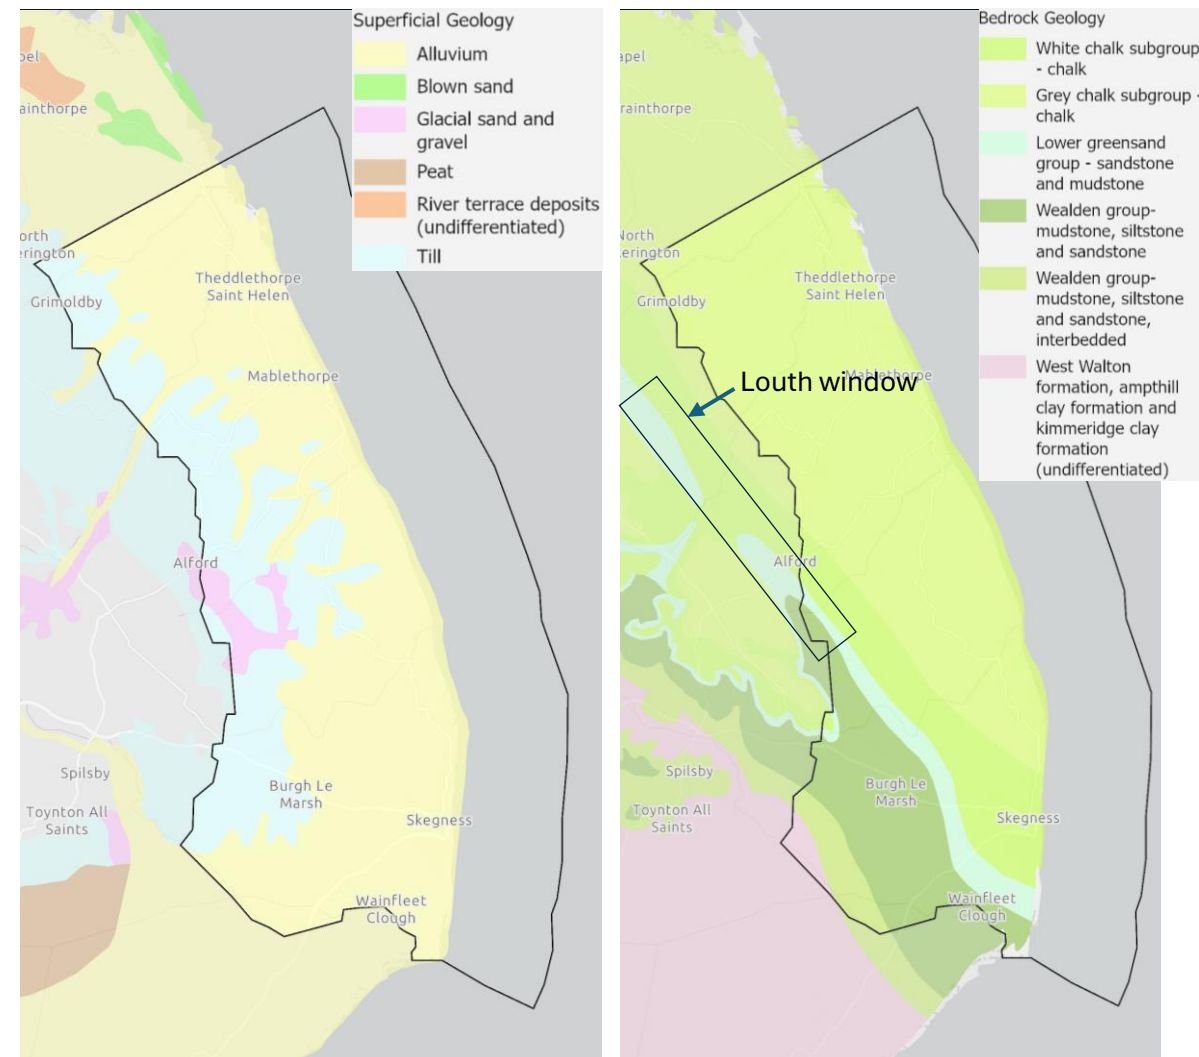 Superficial Geology
Alluvium
Blown sand
Glacial sand and
gravel
Peat
River terrace deposits
(undifferentiated)
Till
pel
ainthorpe
orth
erington
Grimoldby
Theddlethorpe
Saint Helen
Mablethorpe
Alford
Spilsby
Toynton All
Saints
Burgh Le
Marsh
Skegness
Wainfleet
Clough
Bedrock Geology
White chalk subgroup
- chalk
Grey chalk subgroup -
chalk
Lower greensand
group - sandstone
and mudstone
Wealden group-
mudstone, siltstone
and sandstone
Wealden group-
mudstone, siltstone
and sandstone,
interbedded
West Walton
formation, ampthill
clay formation and
kimmeridge clay
formation
(undifferentiated)
apel
rainthorpe
North
erington
Grimoldby
Theddlethorpe
Saint Helen
Mablethorpe
Louth window
Alford
Spilsby
Toynton All
Saints
Burgh Le
Marsh
Skegness
Wainfleet
Clough